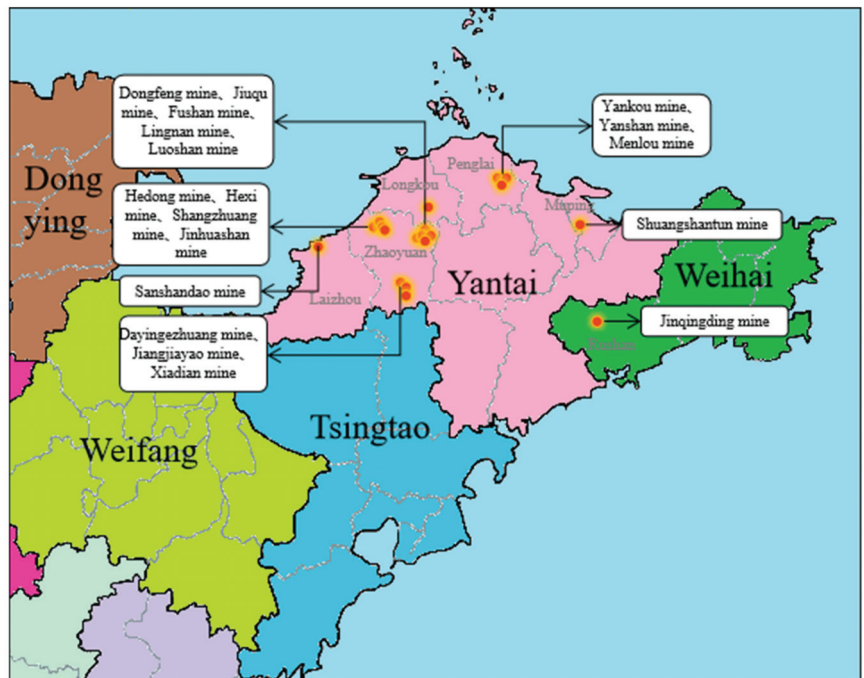 Dongfeng mine、Jiuqu
mine、Fushan mine、
Lingnan mine、
Luoshan mine
Yankou mine、
Yanshan mine、
Menlou mine
Dong
ying
Penglai
Longkou
Hedong mine、Hexi
mine、Shangzhuang
mine、Jinhuashan
mine
Muping
Shuangshantun mine
Zhaoyuan
Yantai
Weihai
Sanshandao mine
Laizhou
Jinqingding mine
Dayingezhuang mine、
Jiangjiayao mine、
Xiadian mine
Tsingtao
Weifang